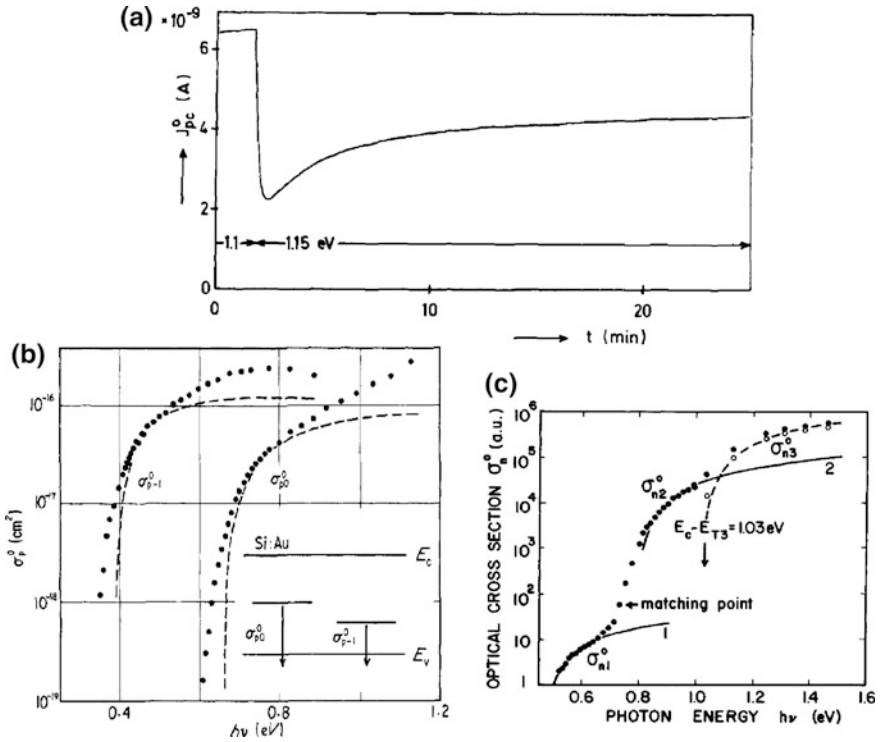 (a)
×10⁻⁹
6
4
2
0
J⁰pc (A)
1.1
1.15 eV
0
10
20
t (min)
(b)
10⁻¹⁶
10⁻¹⁷
10⁻¹⁸
10⁻¹⁹
σp⁰ (cm²)
σ⁰p-1
σ⁰p0
Si:Au
Ec
σ⁰p0
σ⁰p-1
Ev
0.4
0.6
0.8
1.2
hν (eV)
(c)
OPTICAL CROSS SECTION σn⁰ (a.u.)
10⁶
10⁵
10⁴
10³
10²
10
1
σ⁰n2
σ⁰n3
2
Ec-ET3=1.03eV
matching point
1
σ⁰n1
0.6
0.8
1.0
1.2
1.4
1.6
PHOTON ENERGY hν (eV)